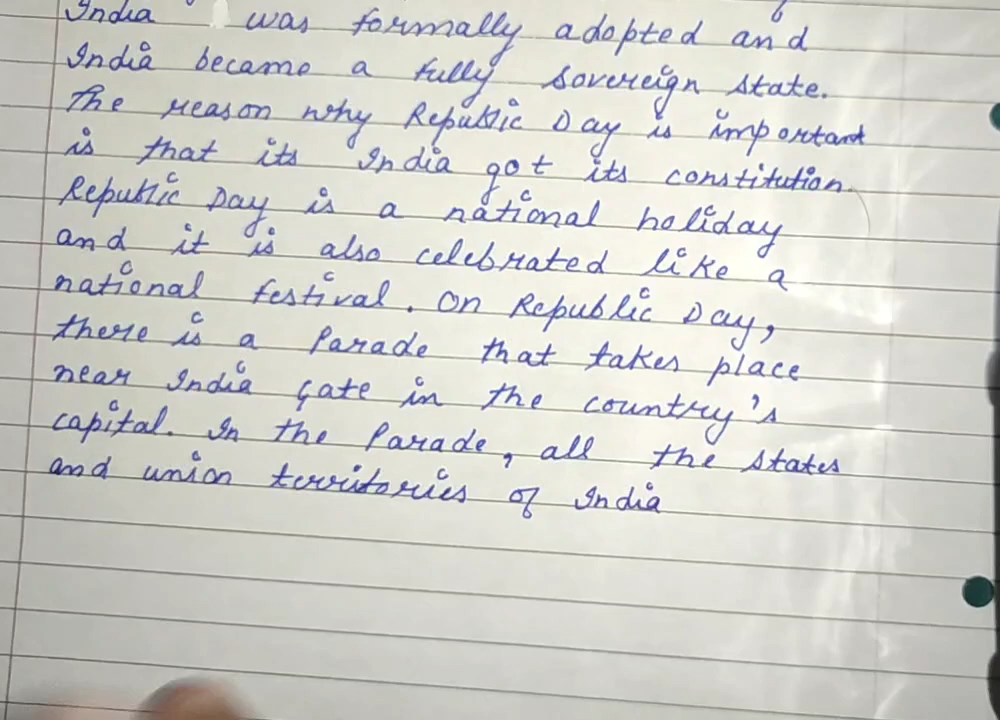 India was formally adopted and
India became a fully sovereign state.
The reason why Republic Day is important
is that its India got its constitution.
Republic Day is a national holiday
and it is also celebrated like a
national festival. On Republic Day,
there is a Parade that takes place
near India Gate in the country's
capital. In the Parade, all the states
and union territories of India